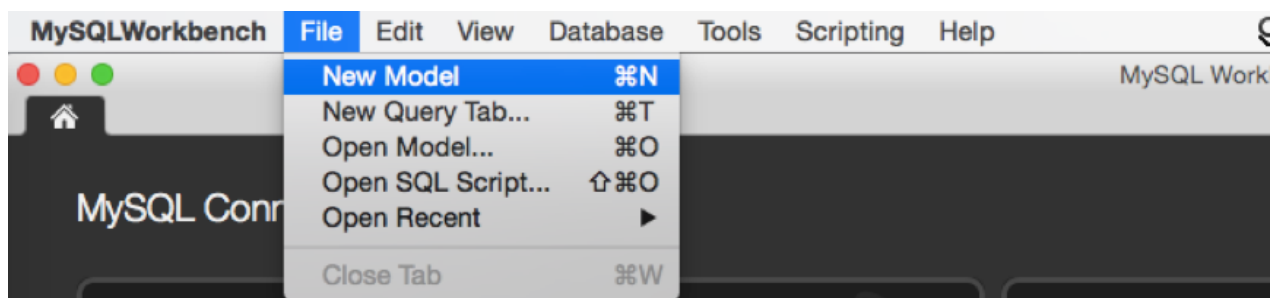 MySQLWorkbench File Edit View Database Tools Scripting Help
MySQL Work
New Model ⌘N
New Query Tab... ⌘T
Open Model... ⌘O
Open SQL Script... ⇧⌘O
MySQL Conn
Open Recent ▶
Close Tab ⌘W